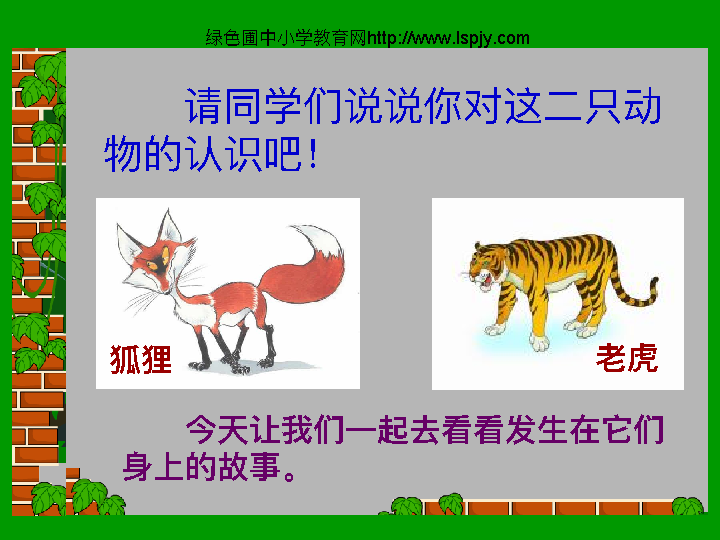 绿色圃中小学教育网http://www.lspjy.com
请同学们说说你对这二只动
物的认识吧！
狐狸
老虎
今天让我们一起去看看发生在它们
身上的故事。